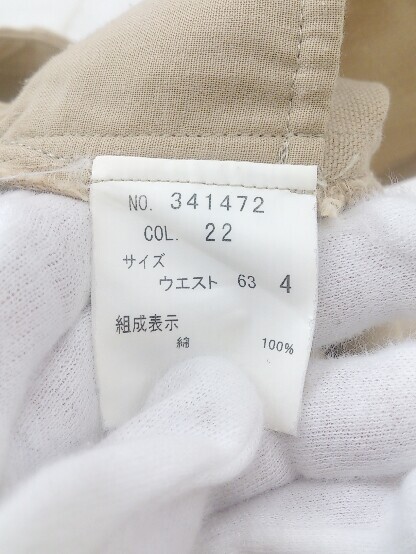 NO. 341472
COL. 22
サイズ
ウエスト 63 4
組成表示
綿 100%